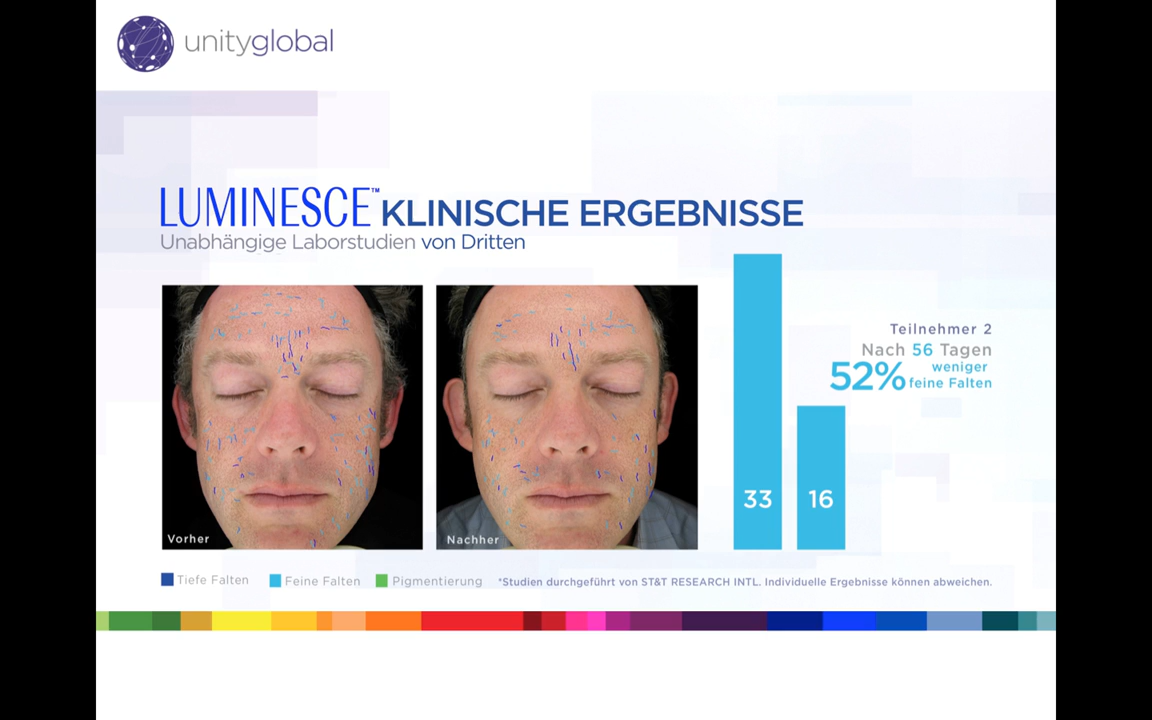 unityglobal
LUMINESCE™ KLINISCHE ERGEBNISSE
Unabhängige Laborstudien von Dritten
Teilnehmer 2
Nach 56 Tagen
52% weniger
feine Falten
33
16
Vorher
Nachher
Tiefe Falten
Feine Falten
Pigmentierung
*Studien durchgeführt von ST&T RESEARCH INTL. Individuelle Ergebnisse können abweichen.